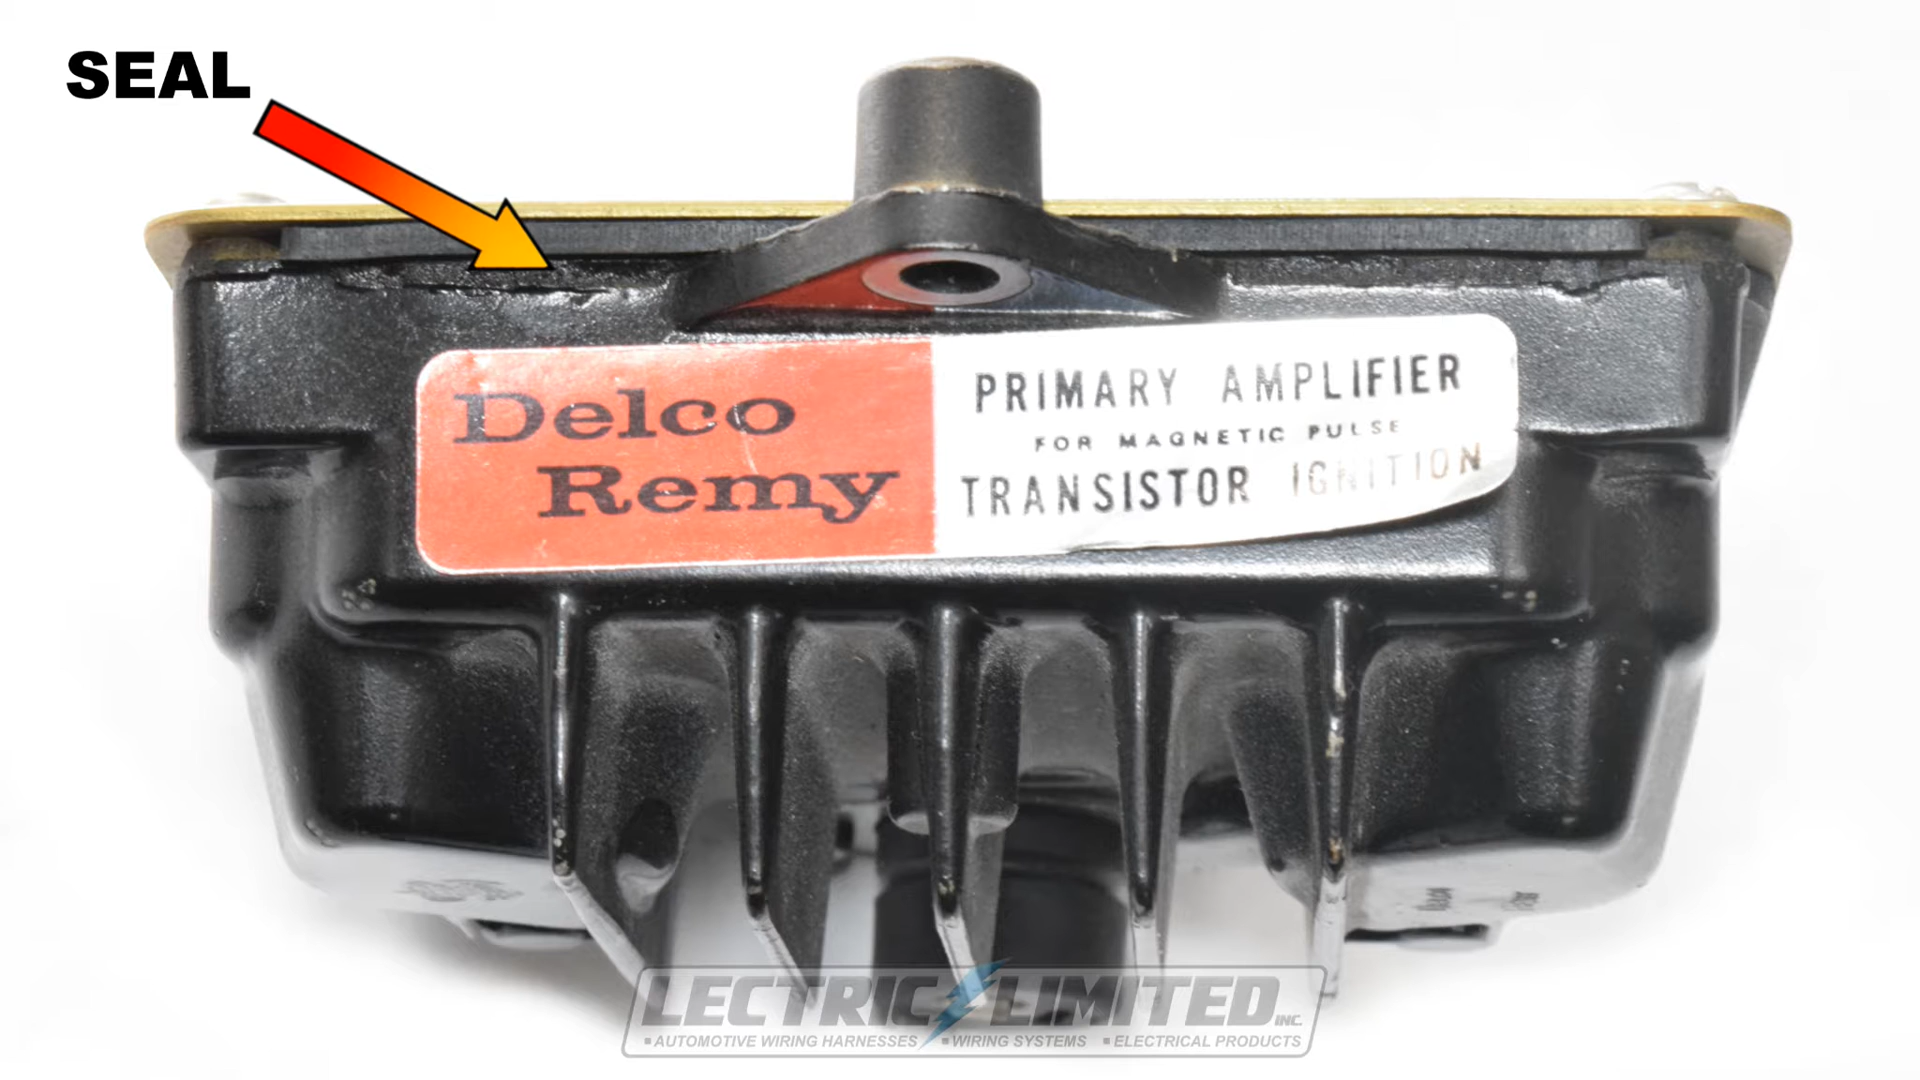 SEAL
Delco
Remy
PRIMARY AMPLIFIER
FOR MAGNETIC PULSE
TRANSISTOR IGNITION
LECTRIC LIMITED INC.
▪AUTOMOTIVE WIRING HARNESSES ▪WIRING SYSTEMS ▪ELECTRICAL PRODUCTS